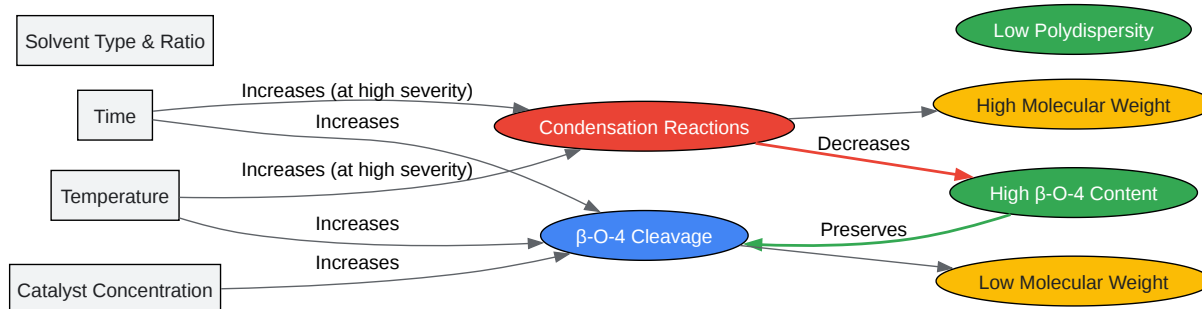 Low Polydispersity
Solvent Type & Ratio
Increases (at high severity)
Time
High Molecular Weight
Increases
Condensation Reactions
Decreases
Increases (at high severity)
Temperature
High β-O-4 Content
Increases
Preserves
β-O-4 Cleavage
Increases
Catalyst Concentration
Low Molecular Weight